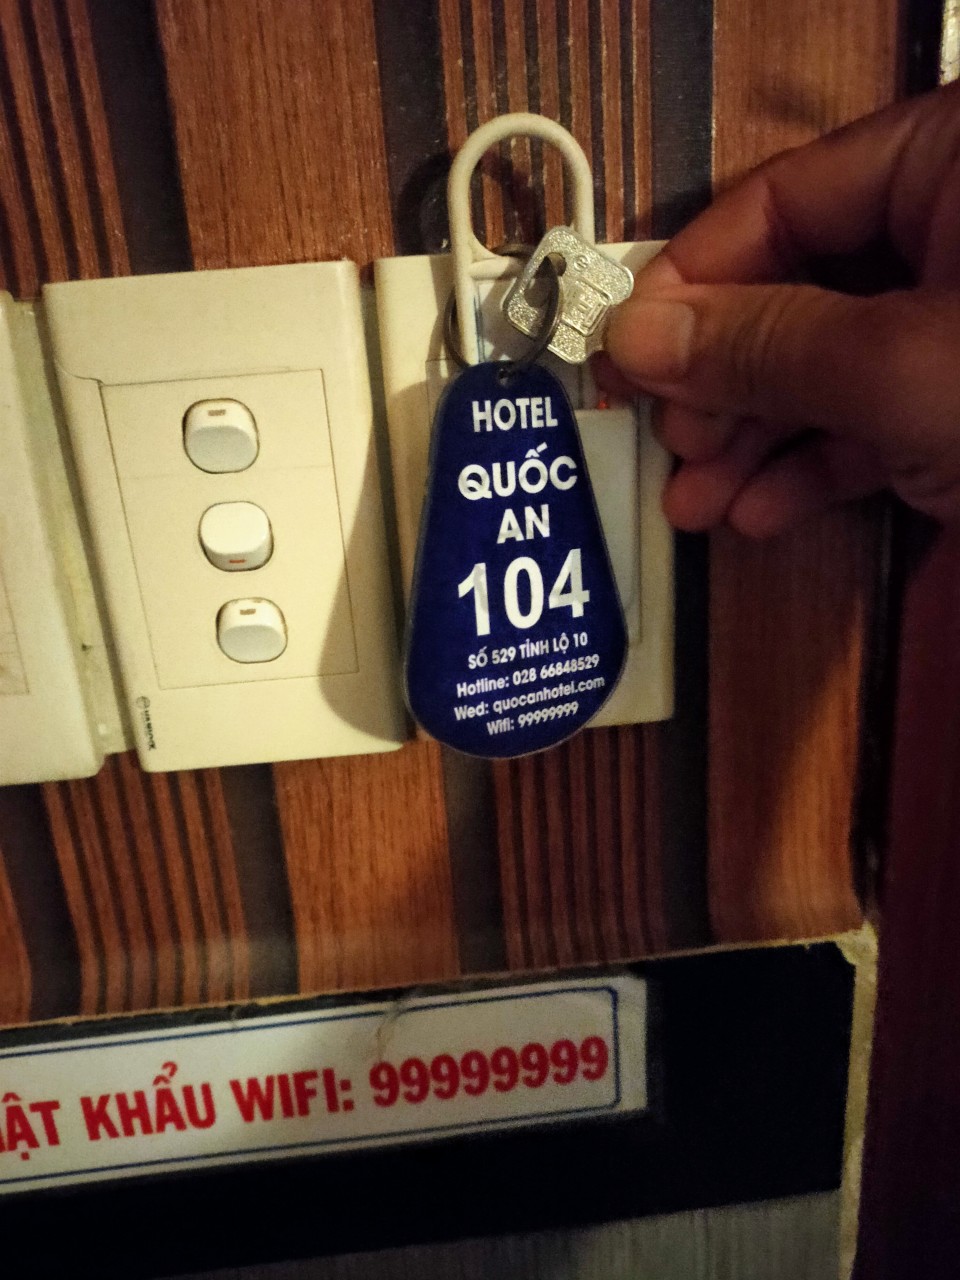 HOTEL
QUỐC
AN
104
SỐ 529 TỈNH LỘ 10
Hotline: 028 66848529
Wed: quocanhotel.com
Wifi: 99999999
MẬT KHẨU WIFI: 99999999